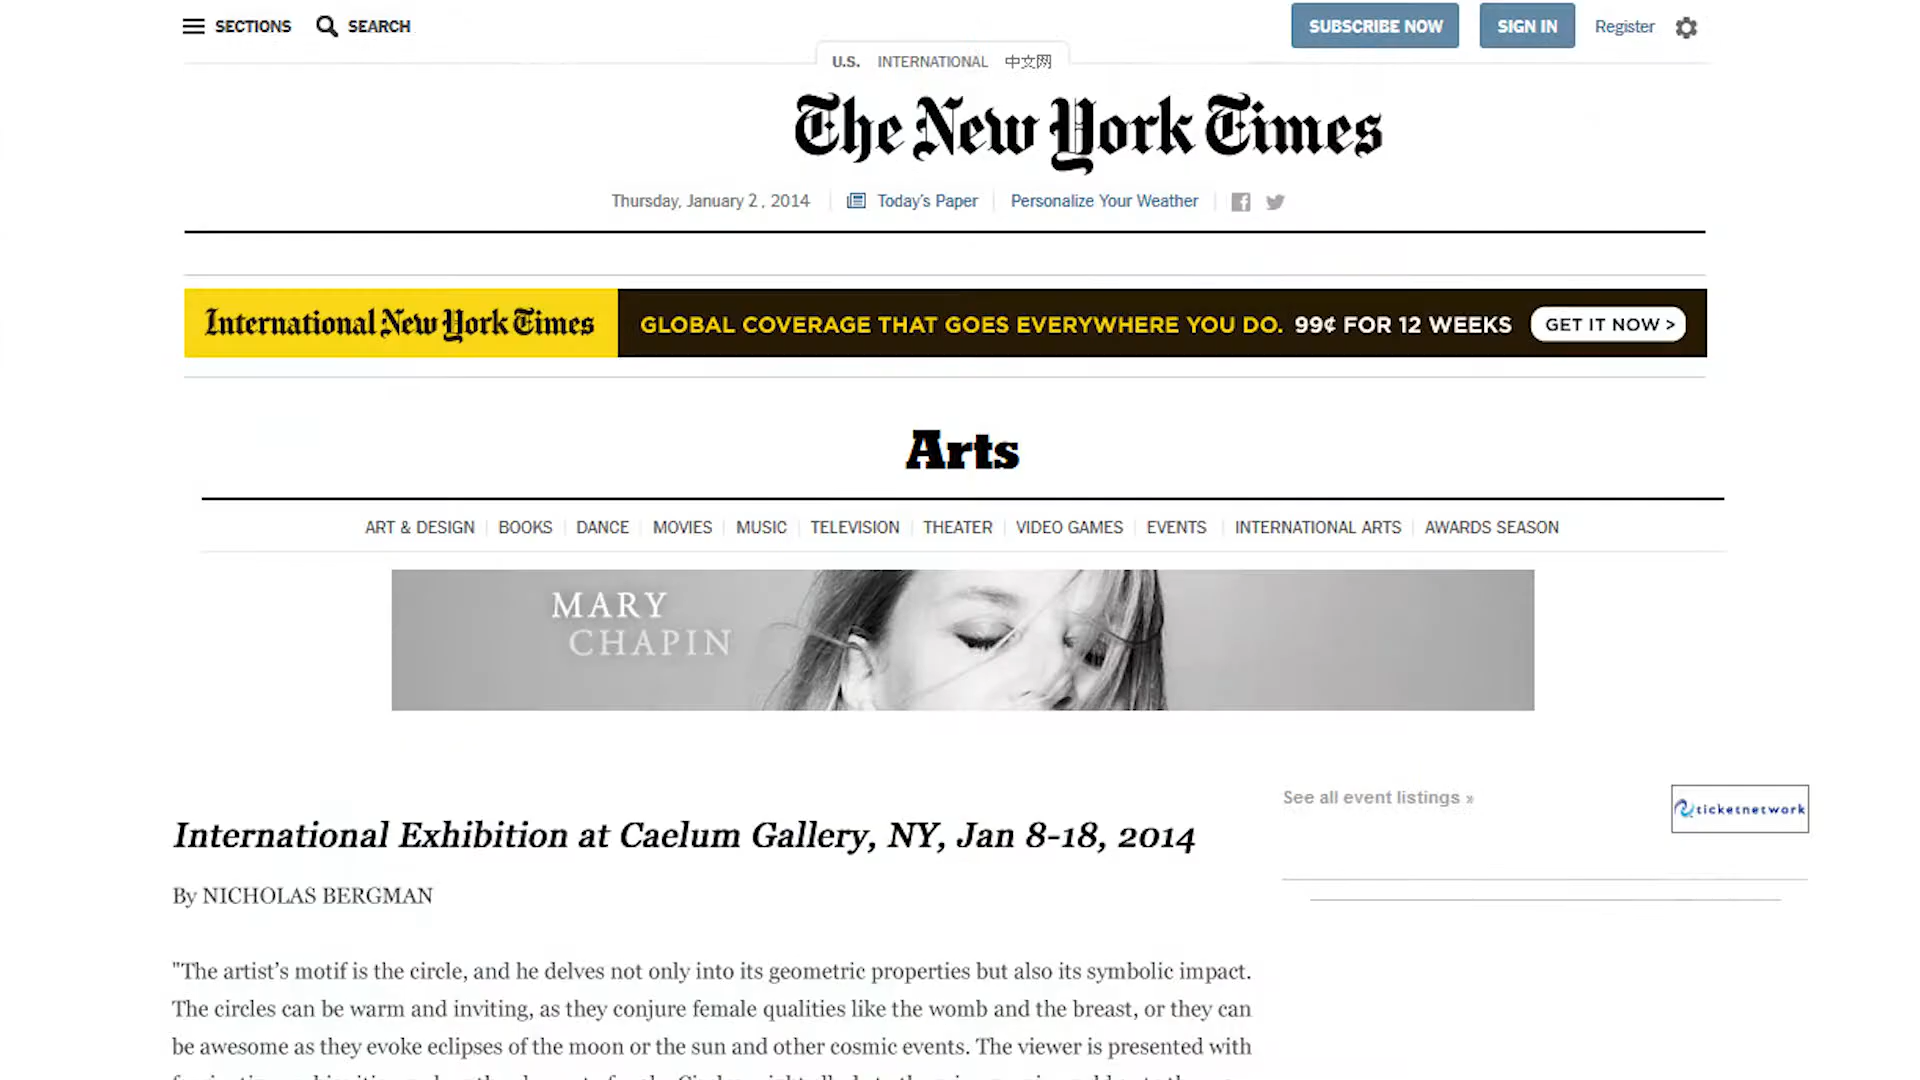 SECTIONS SEARCH SUBSCRIBE NOW SIGN IN Register
U.S. INTERNATIONAL 中文网
The New York Times
Thursday, January 2, 2014 Today's Paper Personalize Your Weather
International New York Times GLOBAL COVERAGE THAT GOES EVERYWHERE YOU DO. 99¢ FOR 12 WEEKS GET IT NOW >
Arts
ART & DESIGN BOOKS DANCE MOVIES MUSIC TELEVISION THEATER VIDEO GAMES EVENTS INTERNATIONAL ARTS AWARDS SEASON
MARY
CHAPIN
See all event listings »
ticketnetwork
International Exhibition at Caelum Gallery, NY, Jan 8-18, 2014
By NICHOLAS BERGMAN
"The artist’s motif is the circle, and he delves not only into its geometric properties but also its symbolic impact.
The circles can be warm and inviting, as they conjure female qualities like the womb and the breast, or they can
be awesome as they evoke eclipses of the moon or the sun and other cosmic events. The viewer is presented with